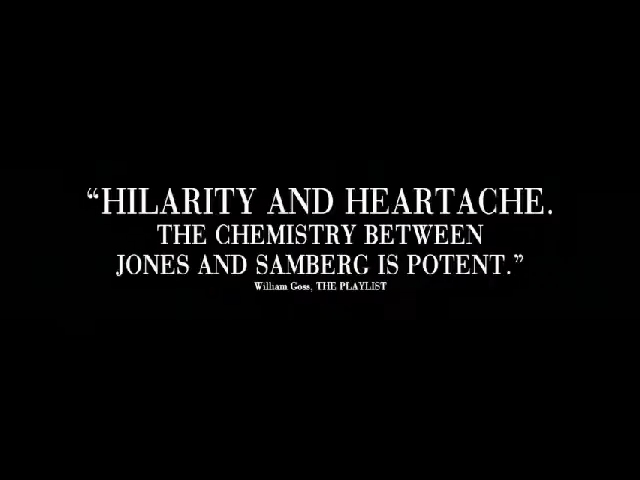 “HILARITY AND HEARTACHE.
THE CHEMISTRY BETWEEN
JONES AND SAMBERG IS POTENT.”
William Goss, THE PLAYLIST